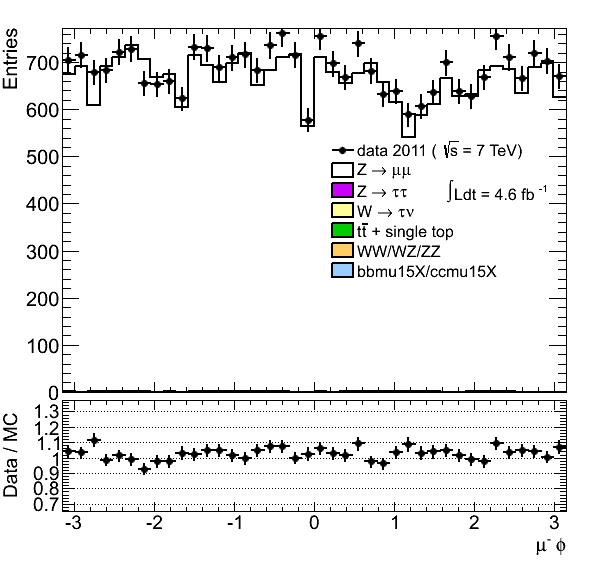 Entries
700
600
500
400
300
200
100
0
data 2011 ( √s = 7 TeV)
Z → μμ
Z → ττ
∫Ldt = 4.6 fb⁻¹
W → τν
tt̅ + single top
WW/WZ/ZZ
bbmu15X/ccmu15X
Data / MC
1.3
1.2
1.1
1
0.9
0.8
0.7
-3 -2 -1 0 1 2 3
μ⁻ ϕ